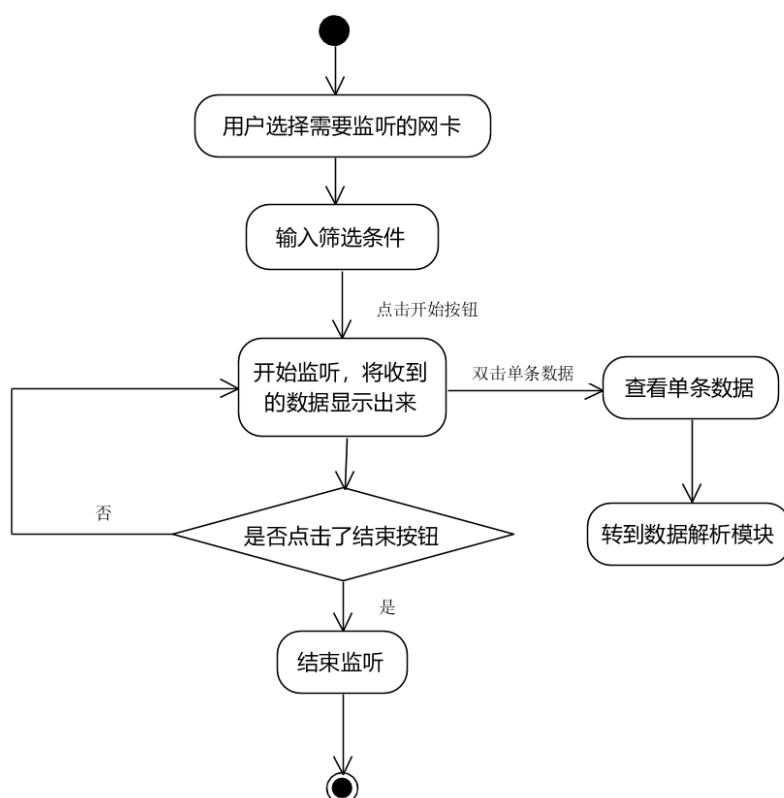 用户选择需要监听的网卡
输入筛选条件
点击开始按钮
开始监听，将收到
的数据显示出来
双击单条数据
查看单条数据
否
是否点击了结束按钮
转到数据解析模块
是
结束监听